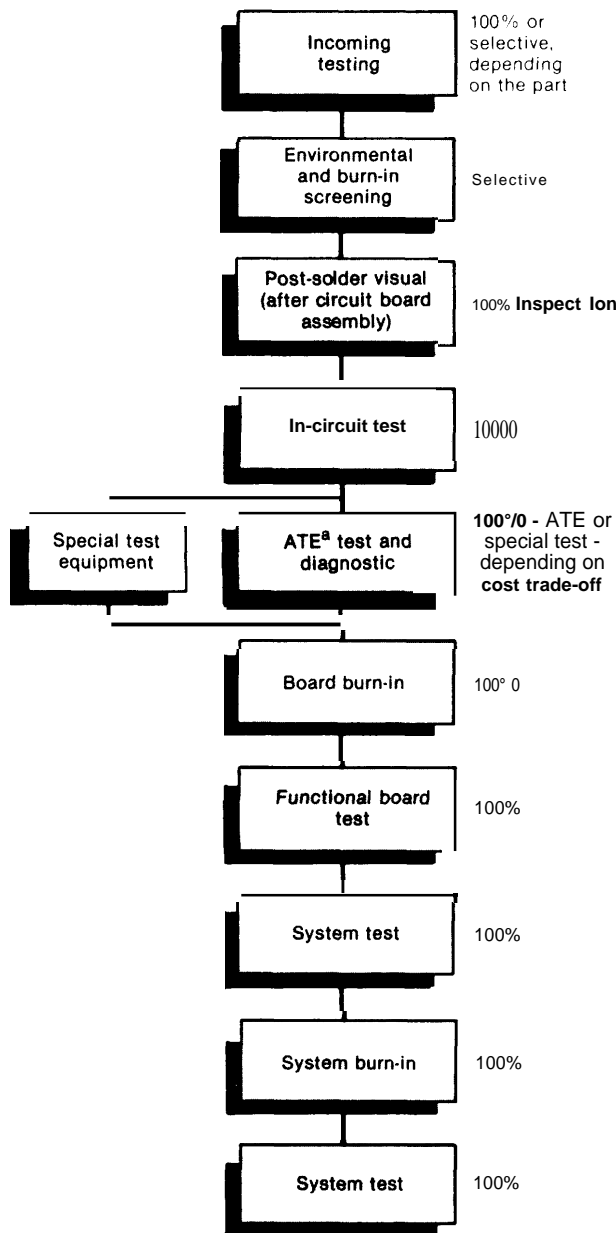 Incoming
testing
100% or
selective,
depending
on the part
Environmental
and burn-in
screening
Selective
Post-solder visual
(after circuit board
assembly)
100% Inspect Ion
In-circuit test
10000
Special test
equipment
ATEa test and
diagnostic
100°/0 - ATE or
special test -
depending on
cost trade-off
Board burn-in
100° 0
Functional board
test
100%
System test
100%
System burn-in
100%
System test
100%